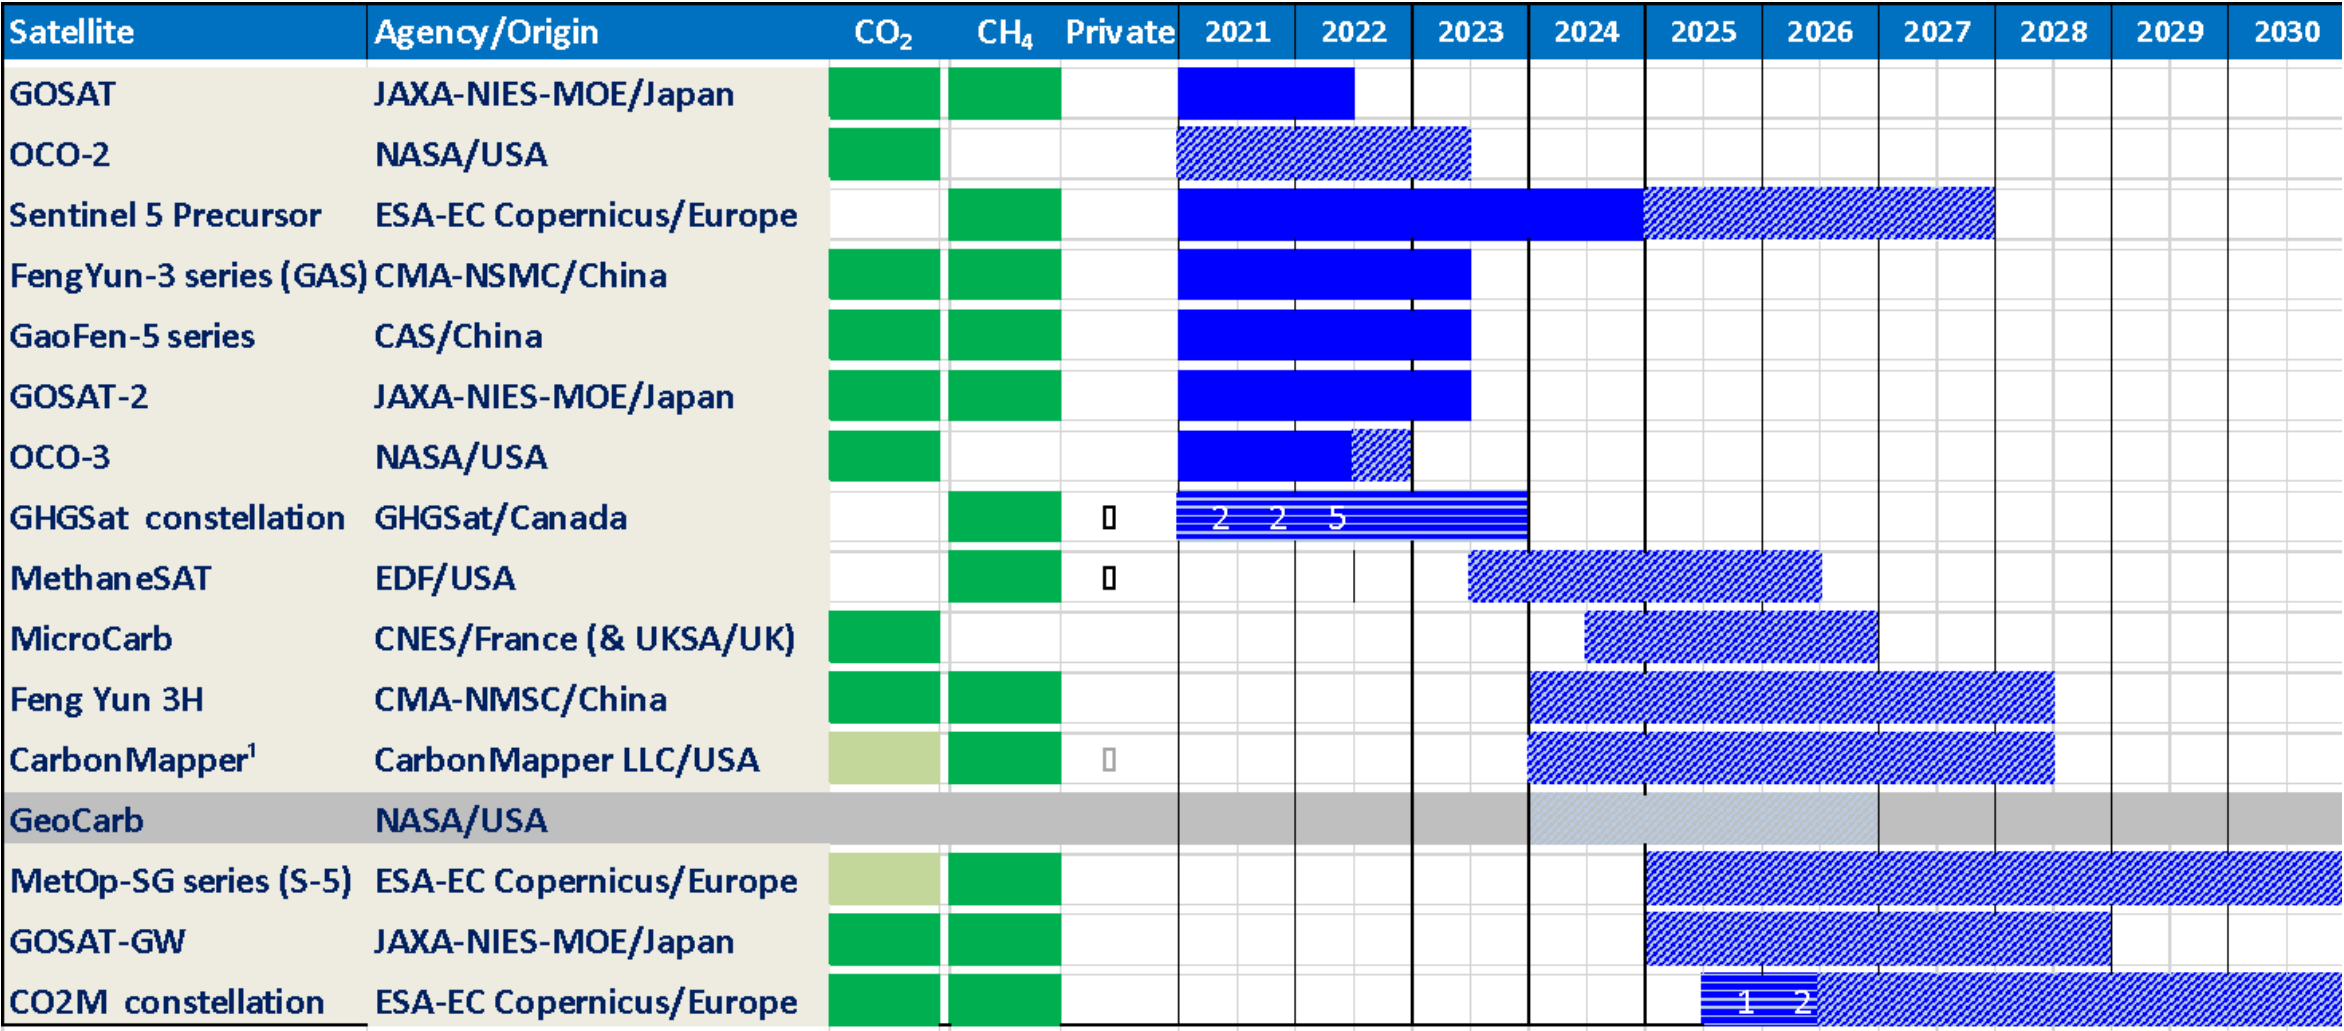 Satellite Agency/Origin CO₂ CH₄ Private 2021 2022 2023 2024 2025 2026 2027 2028 2029 2030
GOSAT JAXA-NIES-MOE/Japan
OCO-2 NASA/USA
Sentinel 5 Precursor ESA-EC Copernicus/Europe
FengYun-3 series (GAS) CMA-NSMC/China
GaoFen-5 series CAS/China
GOSAT-2 JAXA-NIES-MOE/Japan
OCO-3 NASA/USA
GHGSat constellation GHGSat/Canada 2 2 5
MethaneSAT EDF/USA
MicroCarb CNES/France (& UKSA/UK)
Feng Yun 3H CMA-NMSC/China
CarbonMapper¹ CarbonMapper LLC/USA
GeoCarb NASA/USA
MetOp-SG series (S-5) ESA-EC Copernicus/Europe
GOSAT-GW JAXA-NIES-MOE/Japan
CO2M constellation ESA-EC Copernicus/Europe 1 2